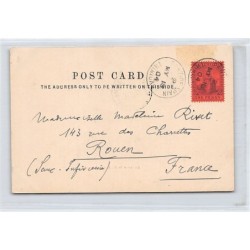 POST CARD
THE ADDRESS ONLY TO BE WRITTEN ON THIS SIDE.
Mademoiselle Madeleine Rivet
143 rue des Charrettes
Rouen
(Seine-Inférieure)
France